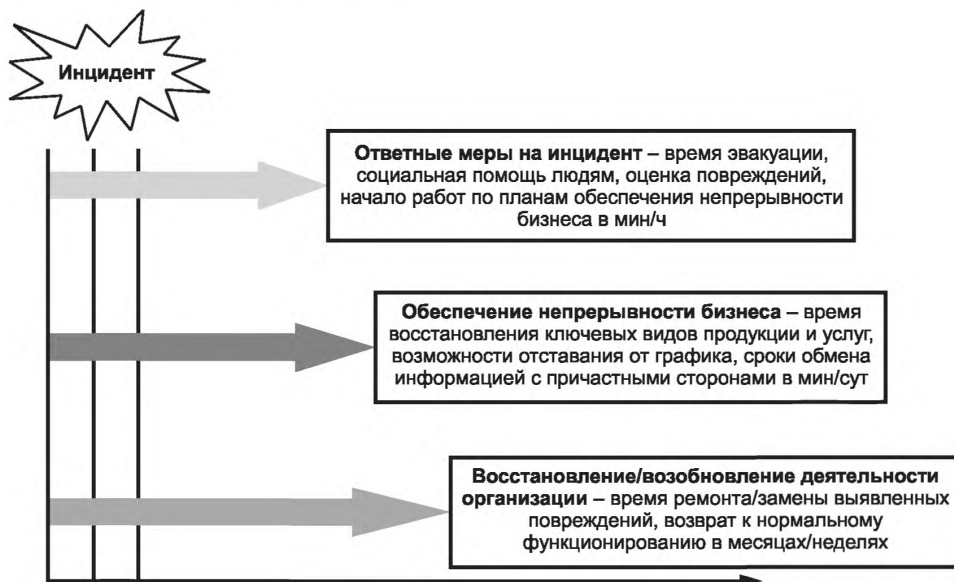 Инцидент
Ответные меры на инцидент – время эвакуации,
социальная помощь людям, оценка повреждений,
начало работ по планам обеспечения непрерывности
бизнеса в мин/ч
Обеспечение непрерывности бизнеса – время
восстановления ключевых видов продукции и услуг,
возможности отставания от графика, сроки обмена
информацией с причастными сторонами в мин/сут
Восстановление/возобновление деятельности
организации – время ремонта/замены выявленных
повреждений, возврат к нормальному
функционированию в месяцах/неделях